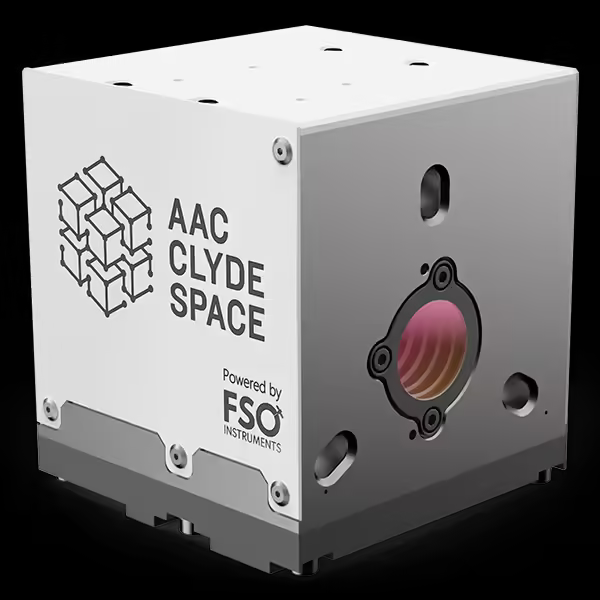 AAC
CLYDE
SPACE
Powered by
FSO
INSTRUMENTS